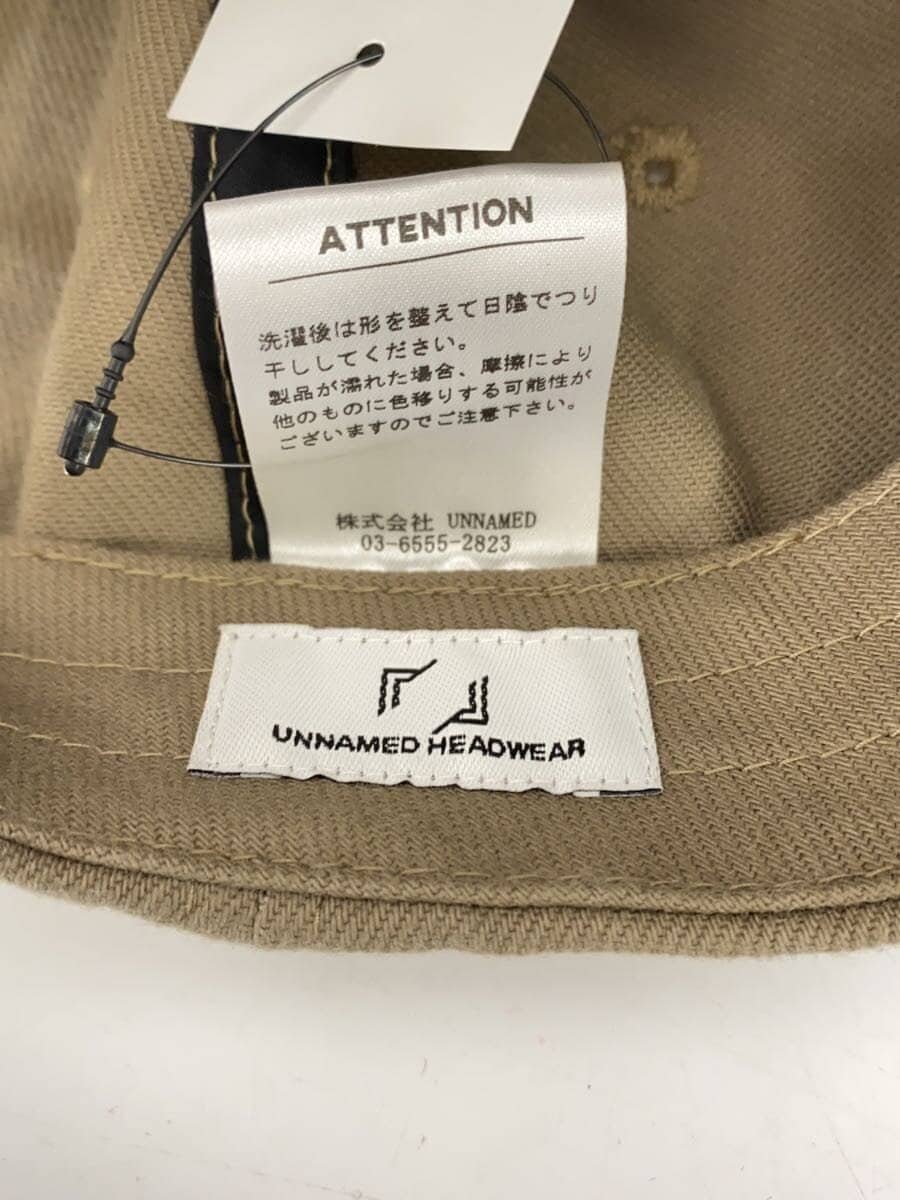 ATTENTION
洗濯後は形を整えて日陰でつり
干ししてください。
製品が濡れた場合、摩擦により
他のものに色移りする可能性が
ございますのでご注意下さい。
株式会社 UNNAMED
03-6555-2823
UNNAMED HEADWEAR